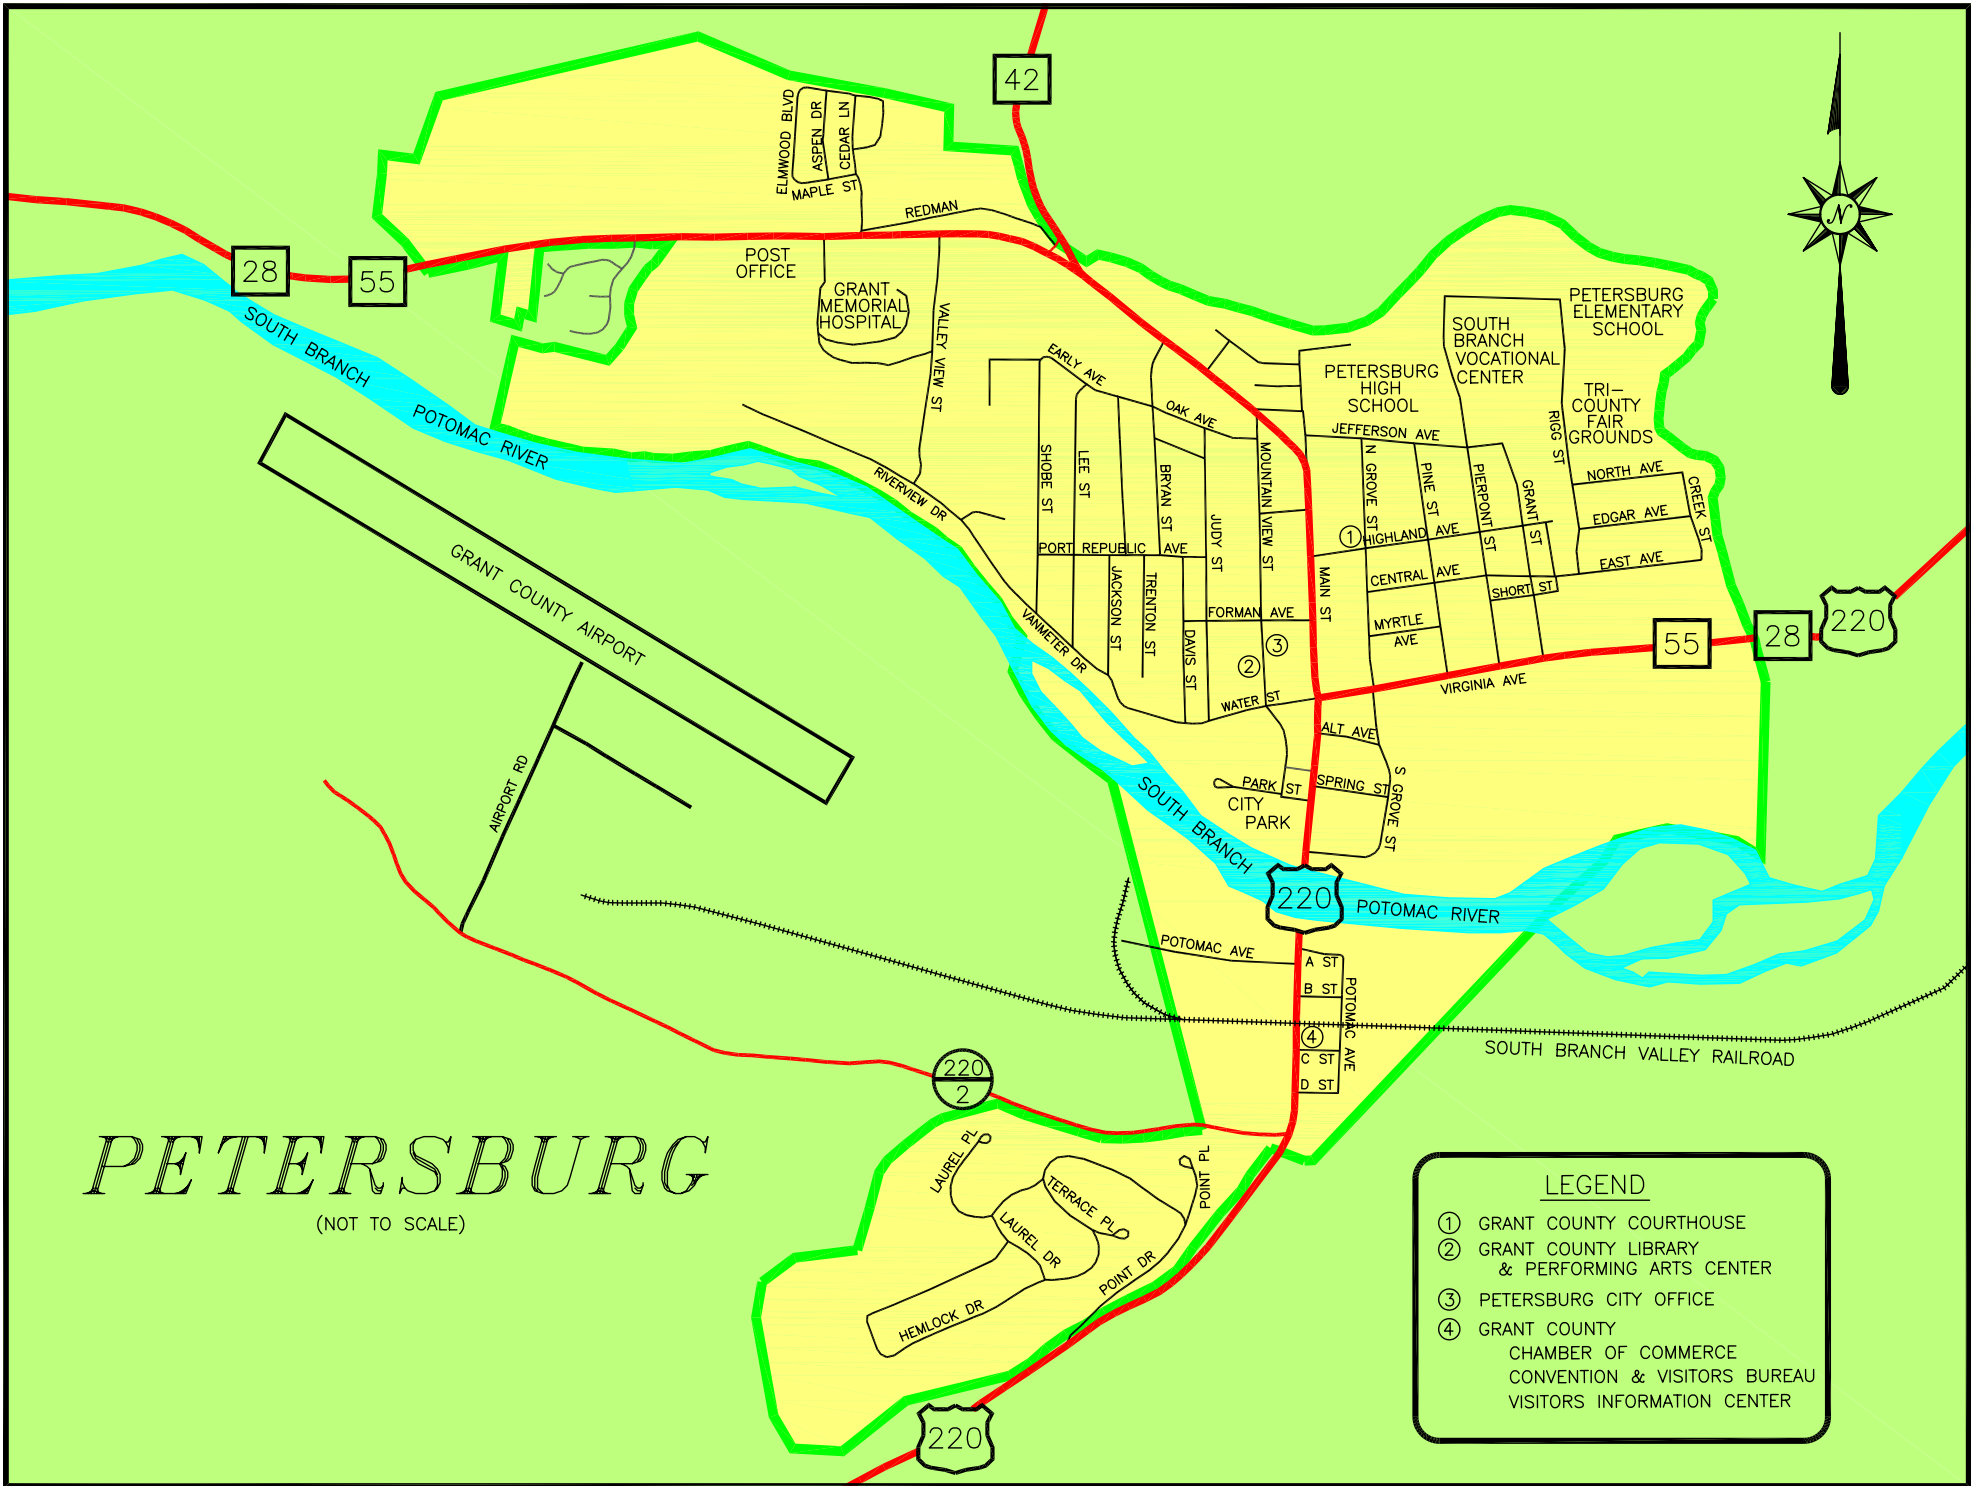 42
ELMWOOD BLVD
ASPEN DR
CEDAR LN
MAPLE ST
REDMAN
28
55
POST
OFFICE
GRANT
MEMORIAL
HOSPITAL
VALLEY VIEW ST
N
SOUTH BRANCH
POTOMAC RIVER
EARLY AVE
OAK AVE
PETERSBURG
HIGH
SCHOOL
SOUTH
BRANCH
VOCATIONAL
CENTER
PETERSBURG
ELEMENTARY
SCHOOL
TRI-
COUNTY
FAIR
GROUNDS
JEFFERSON AVE
RIGG ST
NORTH AVE
EDGAR AVE
EAST AVE
CREEK ST
RIVERVIEW DR
SHOBE ST
LEE ST
BRYAN ST
JUDY ST
MOUNTAIN VIEW ST
N GROVE ST
PINE ST
PIERPONT ST
GRANT ST
1
HIGHLAND AVE
PORT REPUBLIC AVE
JACKSON ST
TRENTON ST
DAVIS ST
MAIN ST
CENTRAL AVE
SHORT ST
FORMAN AVE
MYRTLE
AVE
VANMETER DR
3
2
WATER ST
VIRGINIA AVE
55
28
220
GRANT COUNTY AIRPORT
AIRPORT RD
ALT AVE
SPRING ST
S GROVE ST
PARK ST
CITY
PARK
SOUTH BRANCH
220
POTOMAC RIVER
POTOMAC AVE
A ST
B ST
POTOMAC AVE
4
C ST
D ST
SOUTH BRANCH VALLEY RAILROAD
220
2
PETERSBURG
(NOT TO SCALE)
LAUREL PL
TERRACE PL
POINT PL
LAUREL DR
POINT DR
HEMLOCK DR
220
LEGEND
1 GRANT COUNTY COURTHOUSE
2 GRANT COUNTY LIBRARY
& PERFORMING ARTS CENTER
3 PETERSBURG CITY OFFICE
4 GRANT COUNTY
CHAMBER OF COMMERCE
CONVENTION & VISITORS BUREAU
VISITORS INFORMATION CENTER